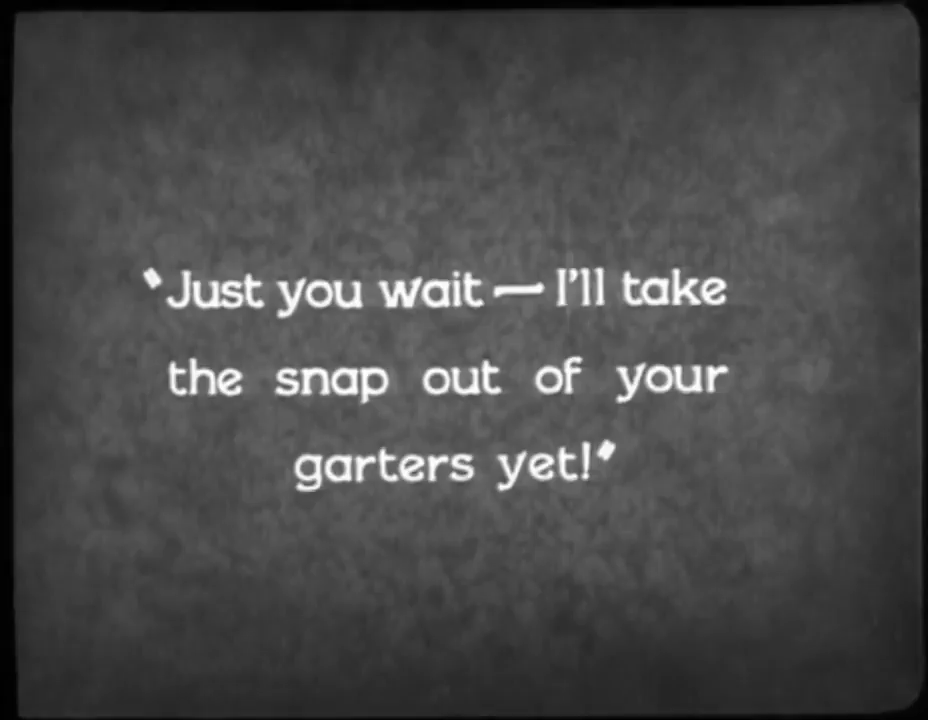 'Just you wait — I'll take
the snap out of your
garters yet!'